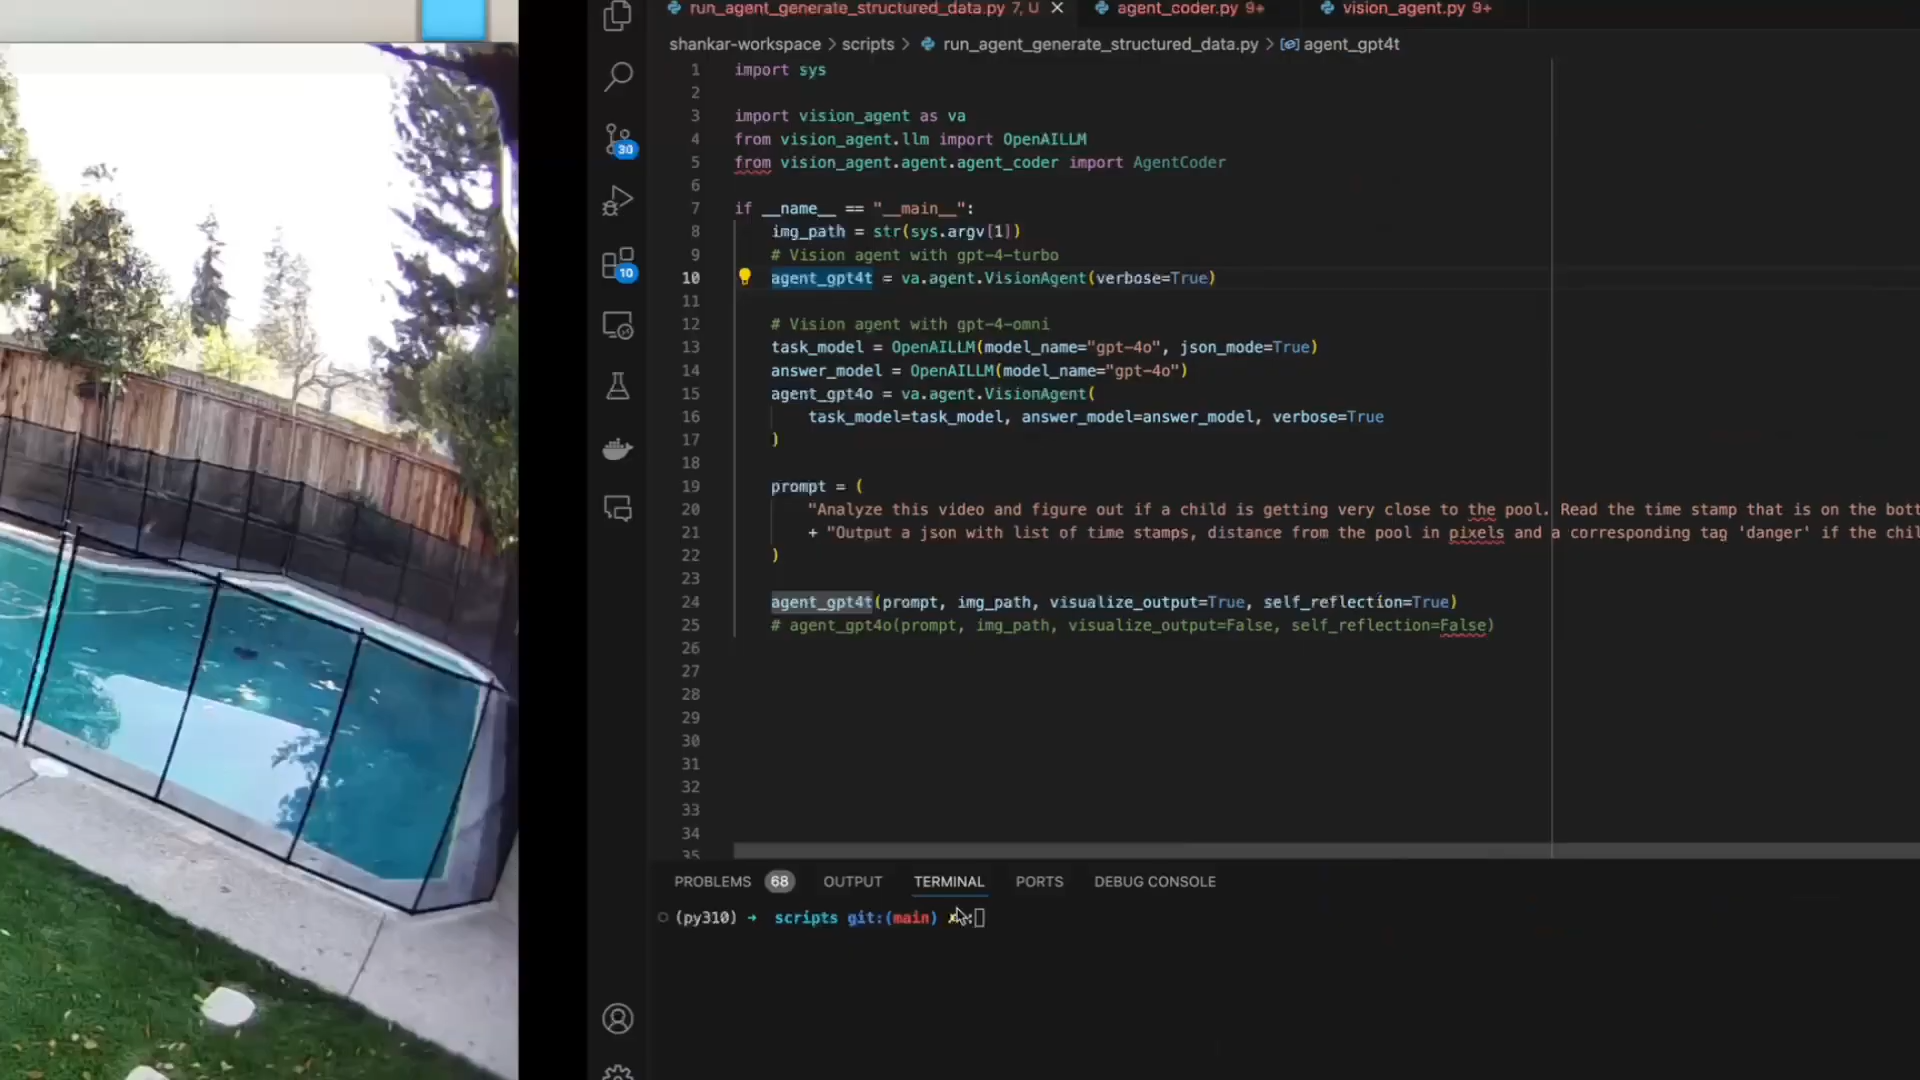 run_agent_generate_structured_data.py 7, U
agent_coder.py 9+
vision_agent.py 9+
shankar-workspace > scripts > run_agent_generate_structured_data.py > agent_gpt4t
1 import sys
2
3 import vision_agent as va
4 from vision_agent.llm import OpenAILLM
5 from vision_agent.agent.agent_coder import AgentCoder
6
7 if __name__ == "__main__":
8 img_path = str(sys.argv[1])
9 # Vision agent with gpt-4-turbo
10 agent_gpt4t = va.agent.VisionAgent(verbose=True)
11
12 # Vision agent with gpt-4-omni
13 task_model = OpenAILLM(model_name="gpt-4o", json_mode=True)
14 answer_model = OpenAILLM(model_name="gpt-4o")
15 agent_gpt4o = va.agent.VisionAgent(
16 task_model=task_model, answer_model=answer_model, verbose=True
17 )
18
19 prompt = (
20 "Analyze this video and figure out if a child is getting very close to the pool. Read the time stamp that is on the bott
21 + "Output a json with list of time stamps, distance from the pool in pixels and a corresponding tag 'danger' if the chil
22 )
23
24 agent_gpt4t(prompt, img_path, visualize_output=True, self_reflection=True)
25 # agent_gpt4o(prompt, img_path, visualize_output=False, self_reflection=False)
26
27
28
29
30
31
32
33
34
35
30
10
PROBLEMS 68 OUTPUT TERMINAL PORTS DEBUG CONSOLE
(py310) → scripts git:(main) ✗